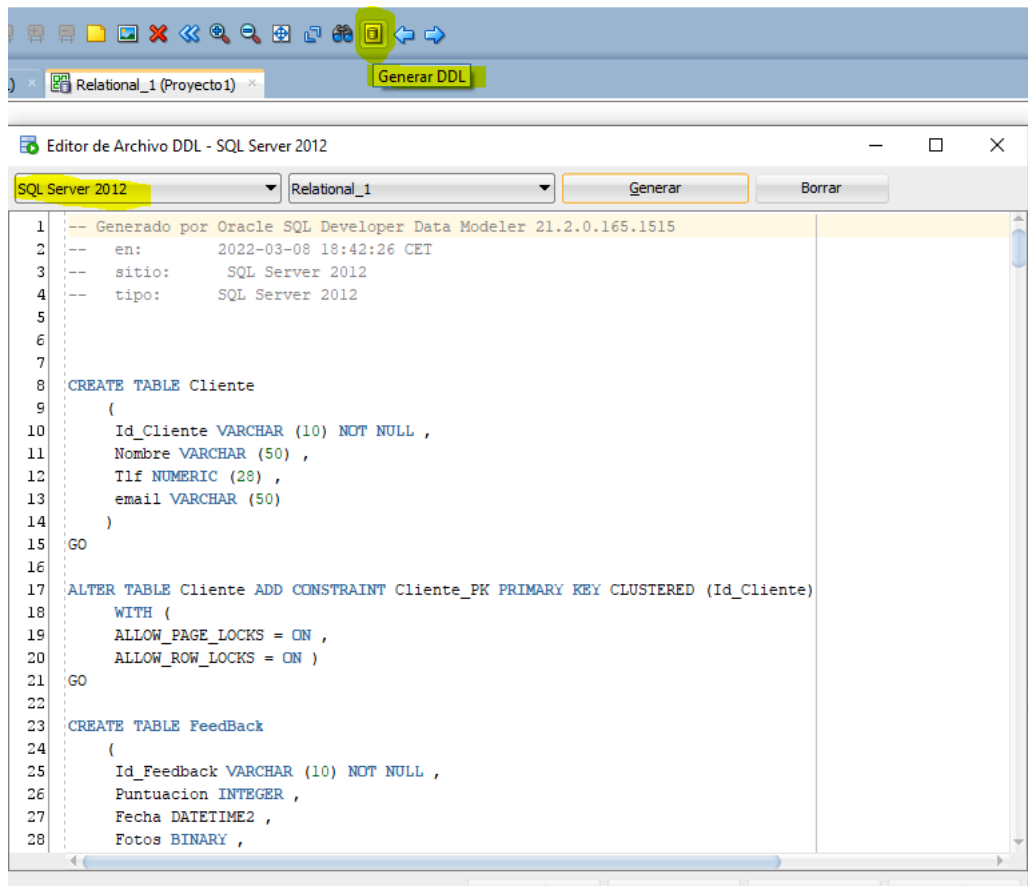 Generar DDL
.)
Relational_1 (Proyecto1)
Editor de Archivo DDL - SQL Server 2012
SQL Server 2012
Relational_1
Generar
Borrar
1 -- Generado por Oracle SQL Developer Data Modeler 21.2.0.165.1515
2 --   en:        2022-03-08 18:42:26 CET
3 --   sitio:      SQL Server 2012
4 --   tipo:      SQL Server 2012
5
6
7
8 CREATE TABLE Cliente
9     (
10      Id_Cliente VARCHAR (10) NOT NULL ,
11      Nombre VARCHAR (50) ,
12      Tlf NUMERIC (28) ,
13      email VARCHAR (50)
14     )
15 GO
16
17 ALTER TABLE Cliente ADD CONSTRAINT Cliente_PK PRIMARY KEY CLUSTERED (Id_Cliente)
18      WITH (
19      ALLOW_PAGE_LOCKS = ON ,
20      ALLOW_ROW_LOCKS = ON )
21 GO
22
23 CREATE TABLE FeedBack
24     (
25      Id_Feedback VARCHAR (10) NOT NULL ,
26      Puntuacion INTEGER ,
27      Fecha DATETIME2 ,
28      Fotos BINARY ,